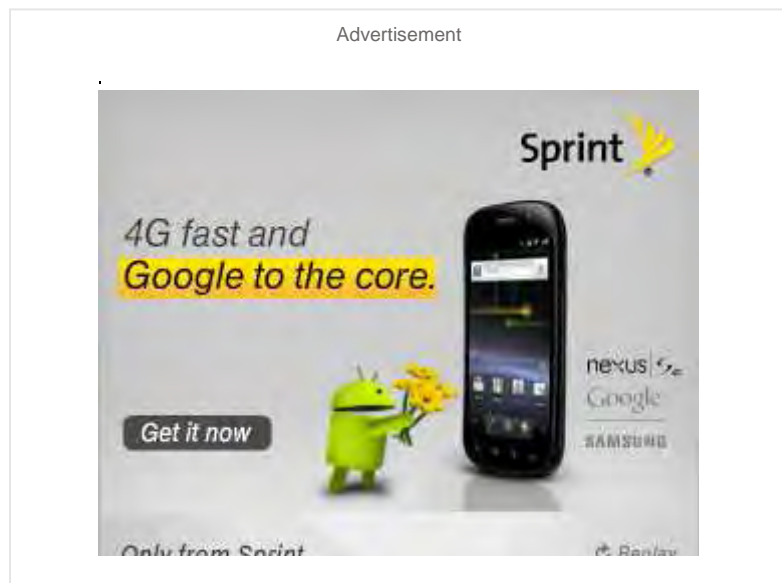 Advertisement
Sprint
4G fast and
Google to the core.
nexus
Google
Get it now
SAMSUNG
Only from Sprint
Replay